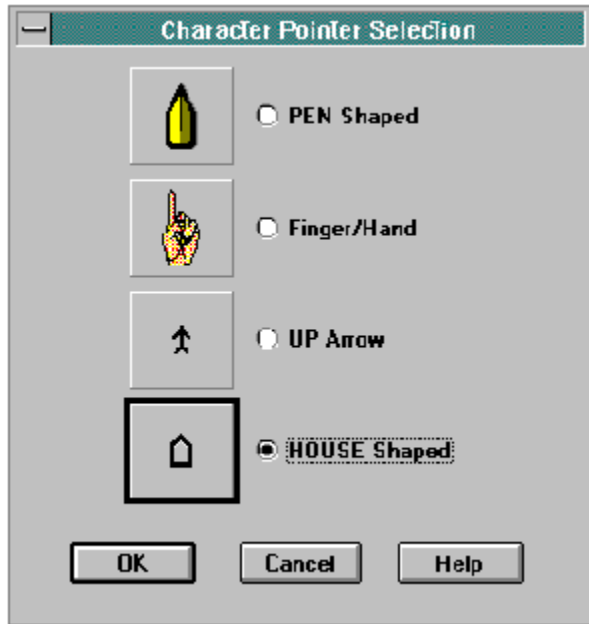 Character Pointer Selection
PEN Shaped
Finger/Hand
UP Arrow
HOUSE Shaped
OK Cancel Help